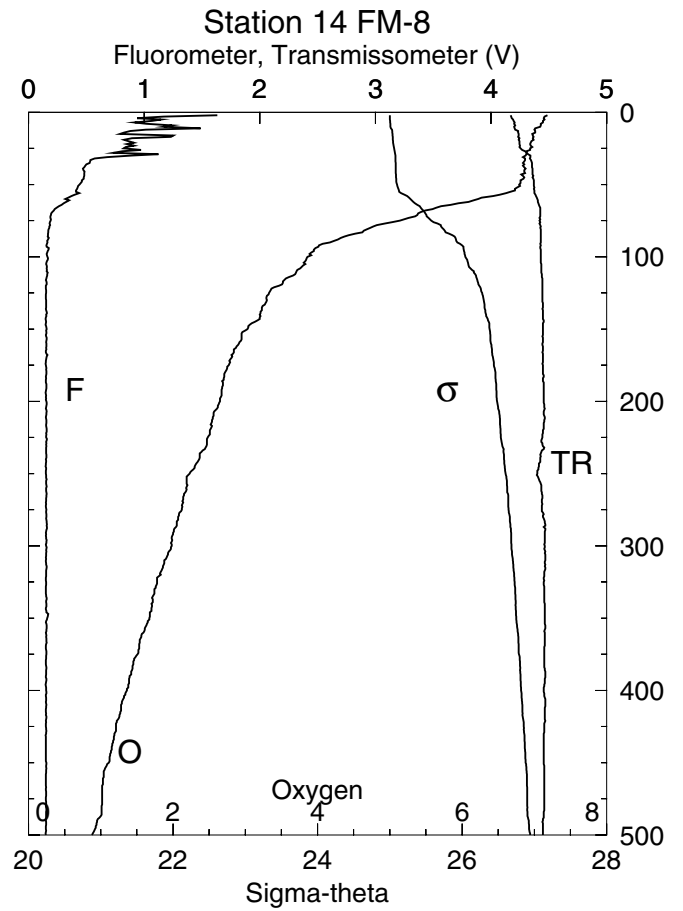 Station 14 FM-8
Fluorometer, Transmissometer (V)
0 1 2 3 4 5
0
100
F σ
200
TR
300
400
O
Oxygen
0 2 4 6 8
500
20 22 24 26 28
Sigma-theta